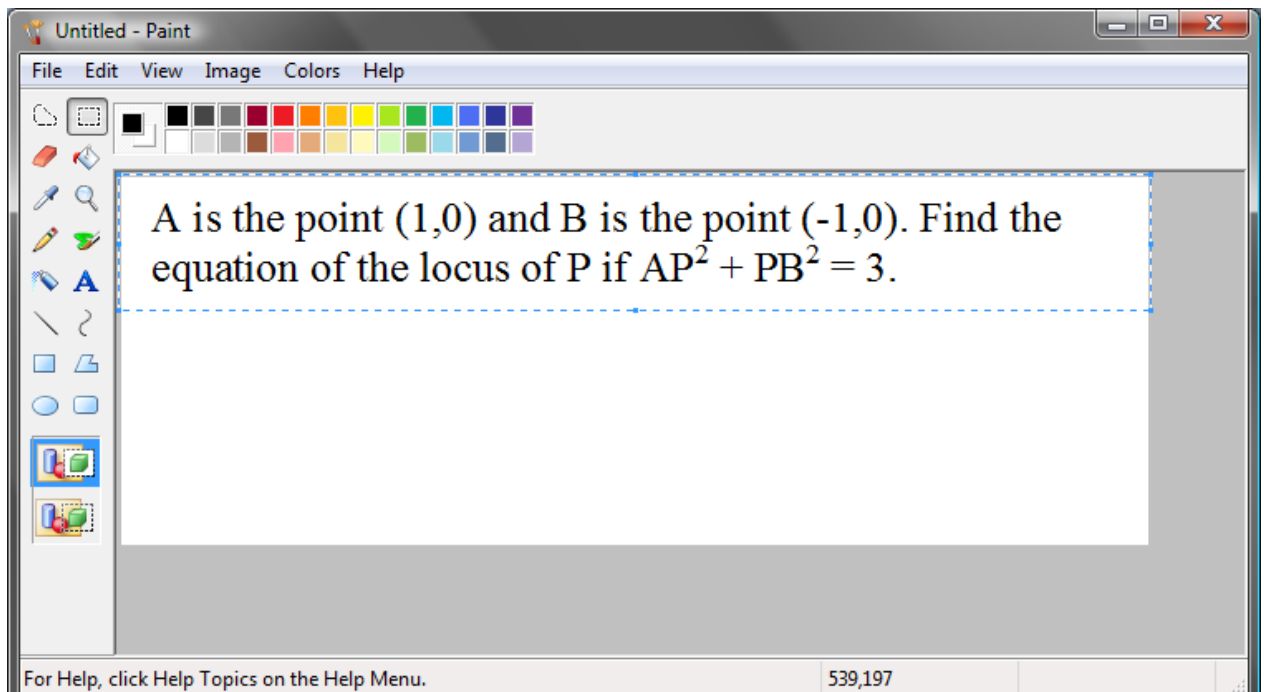 Untitled - Paint
File Edit View Image Colors Help
A
A is the point (1,0) and B is the point (-1,0). Find the
equation of the locus of P if AP² + PB² = 3.
For Help, click Help Topics on the Help Menu.
539,197